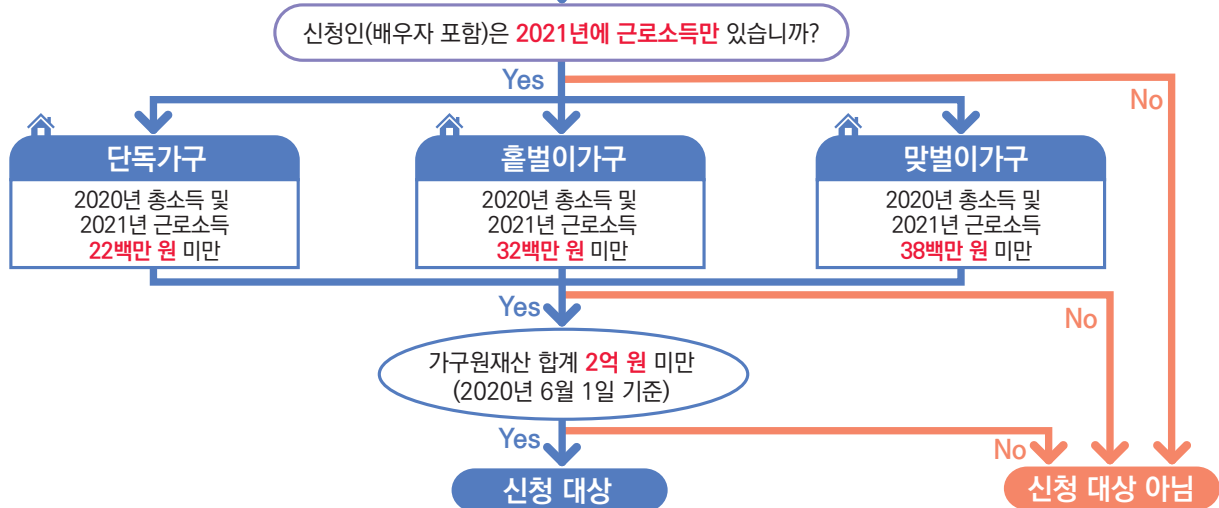 신청인(배우자 포함)은 2021년에 근로소득만 있습니까?
Yes
No
단독가구
2020년 총소득 및
2021년 근로소득
22백만 원 미만
홑벌이가구
2020년 총소득 및
2021년 근로소득
32백만 원 미만
맞벌이가구
2020년 총소득 및
2021년 근로소득
38백만 원 미만
Yes
No
가구원재산 합계 2억 원 미만
(2020년 6월 1일 기준)
Yes
No
신청 대상
신청 대상 아님